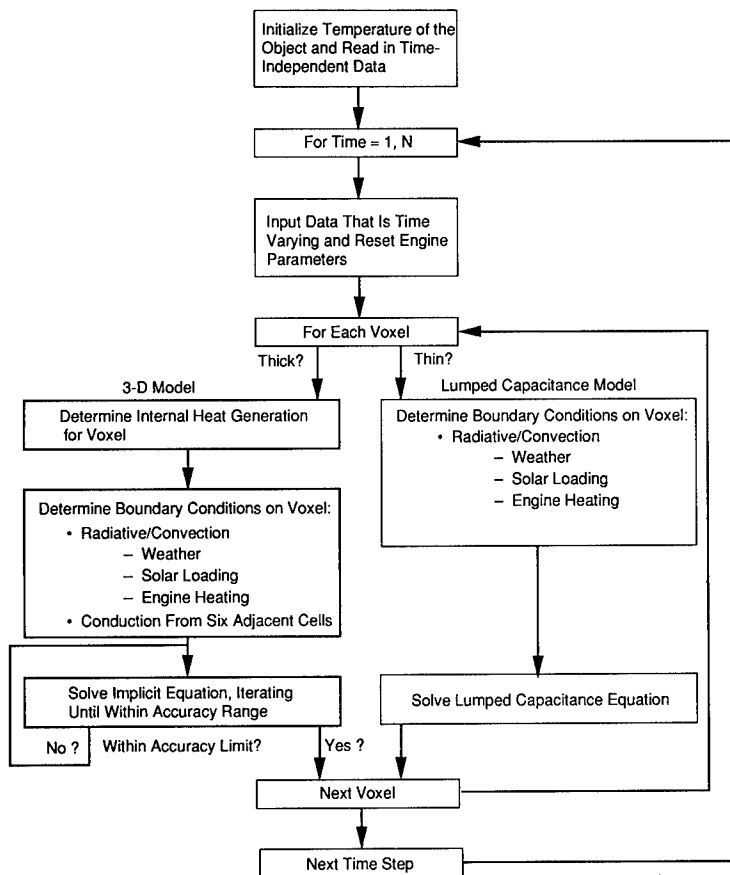 Initialize Temperature of the
Object and Read in Time-
Independent Data
For Time = 1, N
Input Data That Is Time
Varying and Reset Engine
Parameters
For Each Voxel
Thick?
Thin?
3-D Model
Determine Internal Heat Generation
for Voxel
Determine Boundary Conditions on Voxel:
• Radiative/Convection
– Weather
– Solar Loading
– Engine Heating
• Conduction From Six Adjacent Cells
Solve Implicit Equation, Iterating
Until Within Accuracy Range
No ?
Within Accuracy Limit?
Yes ?
Lumped Capacitance Model
Determine Boundary Conditions on Voxel:
• Radiative/Convection
– Weather
– Solar Loading
– Engine Heating
Solve Lumped Capacitance Equation
Next Voxel
Next Time Step